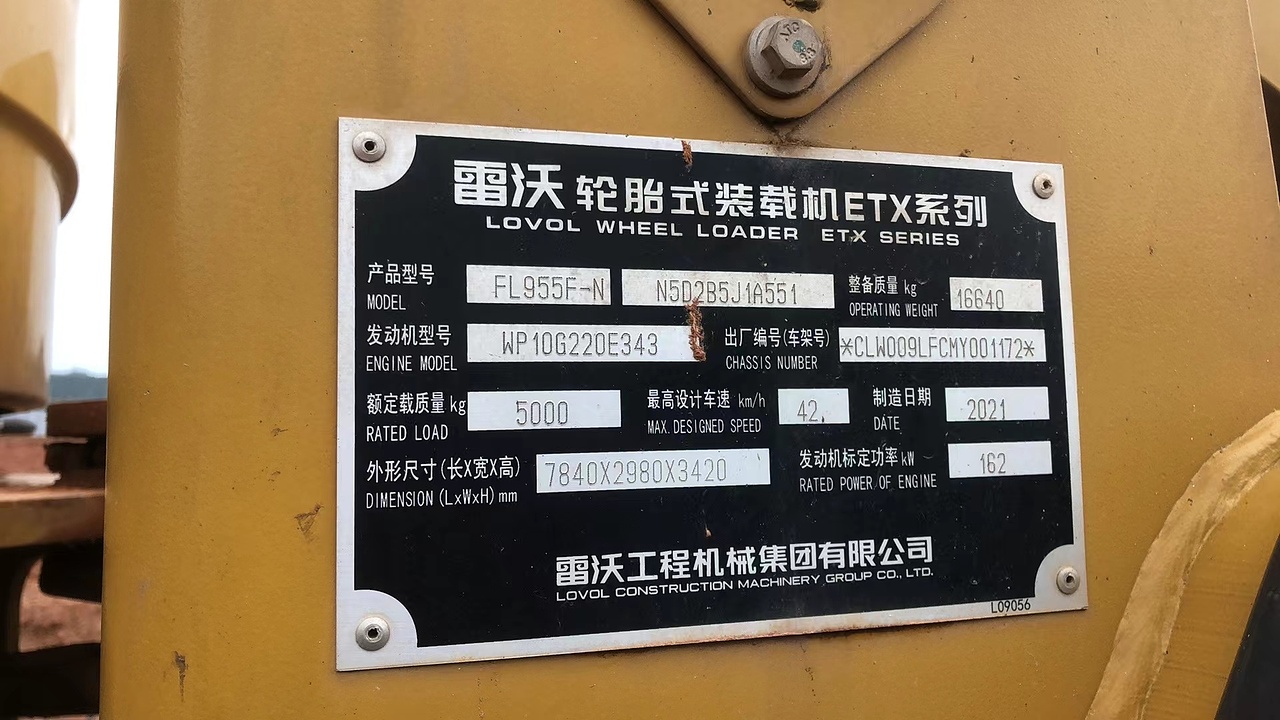 雷沃 轮胎式装载机ETX系列
LOVOL WHEEL LOADER ETX SERIES
产品型号 FL955F-N N5D2B5J1A551 整备质量 kg 16640
MODEL OPERATING WEIGHT
发动机型号 WP10G220E343 出厂编号(车架号) *CLW009LFCMY001172*
ENGINE MODEL CHASSIS NUMBER
额定载质量 kg 5000 最高设计车速 km/h 42. 制造日期 2021
RATED LOAD MAX.DESIGNED SPEED DATE
外形尺寸(长X宽X高) 7840X2980X3420 发动机标定功率 kW 162
DIMENSION(LxWxH)mm RATED POWER OF ENGINE
雷沃工程机械集团有限公司
LOVOL CONSTRUCTION MACHINERY GROUP CO., LTD.
L09056